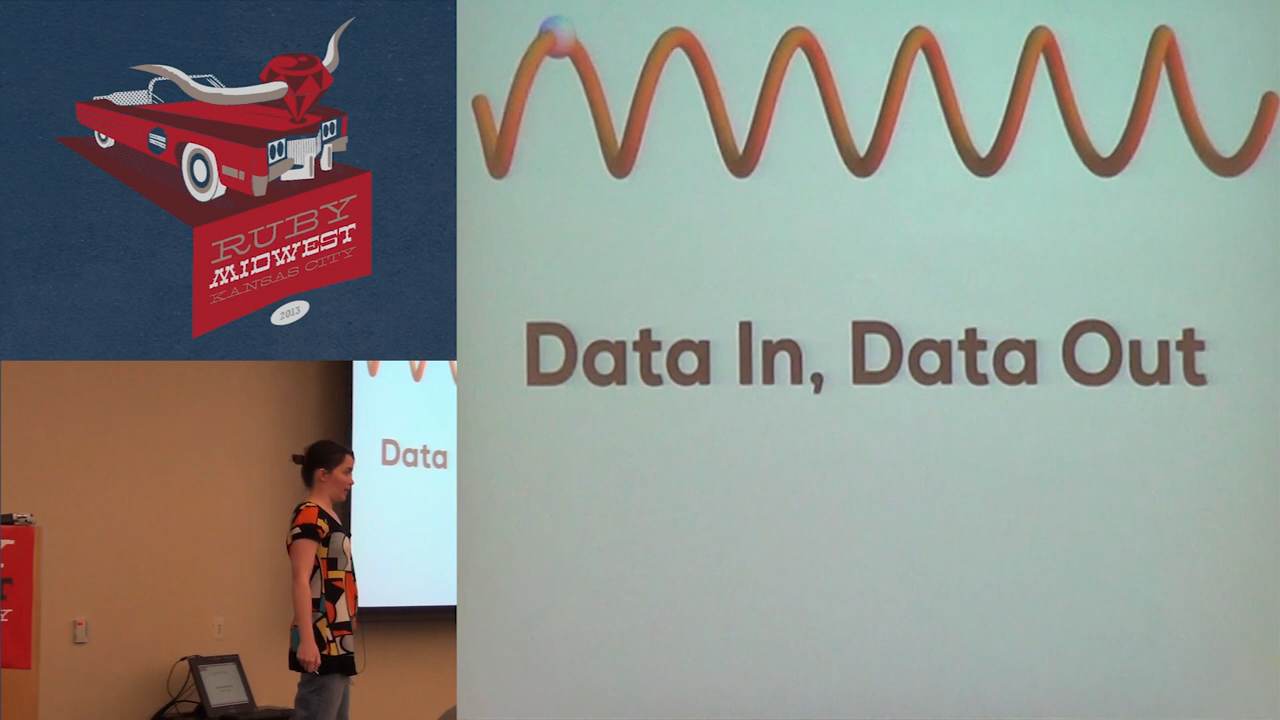 RUBY
MIDWEST
KANSAS CITY
2013
Data In, Data Out
Data
Y